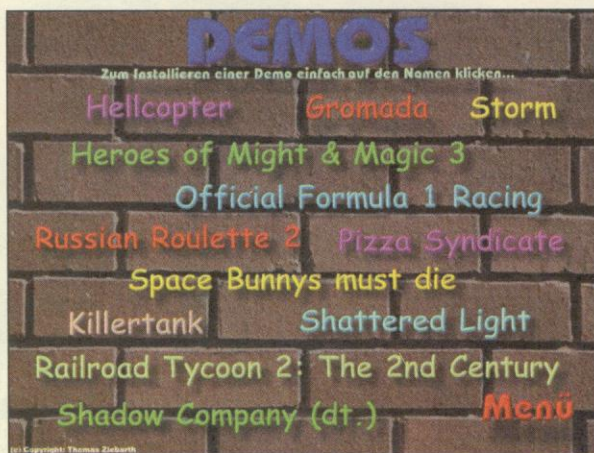 DEMOS
Zum Installieren einer Demo einfach auf den Namen klicken...
Hellcopter Gromada Storm
Heroes of Might & Magic 3
Official Formula 1 Racing
Russian Roulette 2 Pizza Syndicate
Space Bunnys must die
Killertank Shattered Light
Railroad Tycoon 2: The 2nd Century
Shadow Company (dt.) Menü
(c) Copyright: Thomas Ziebarth